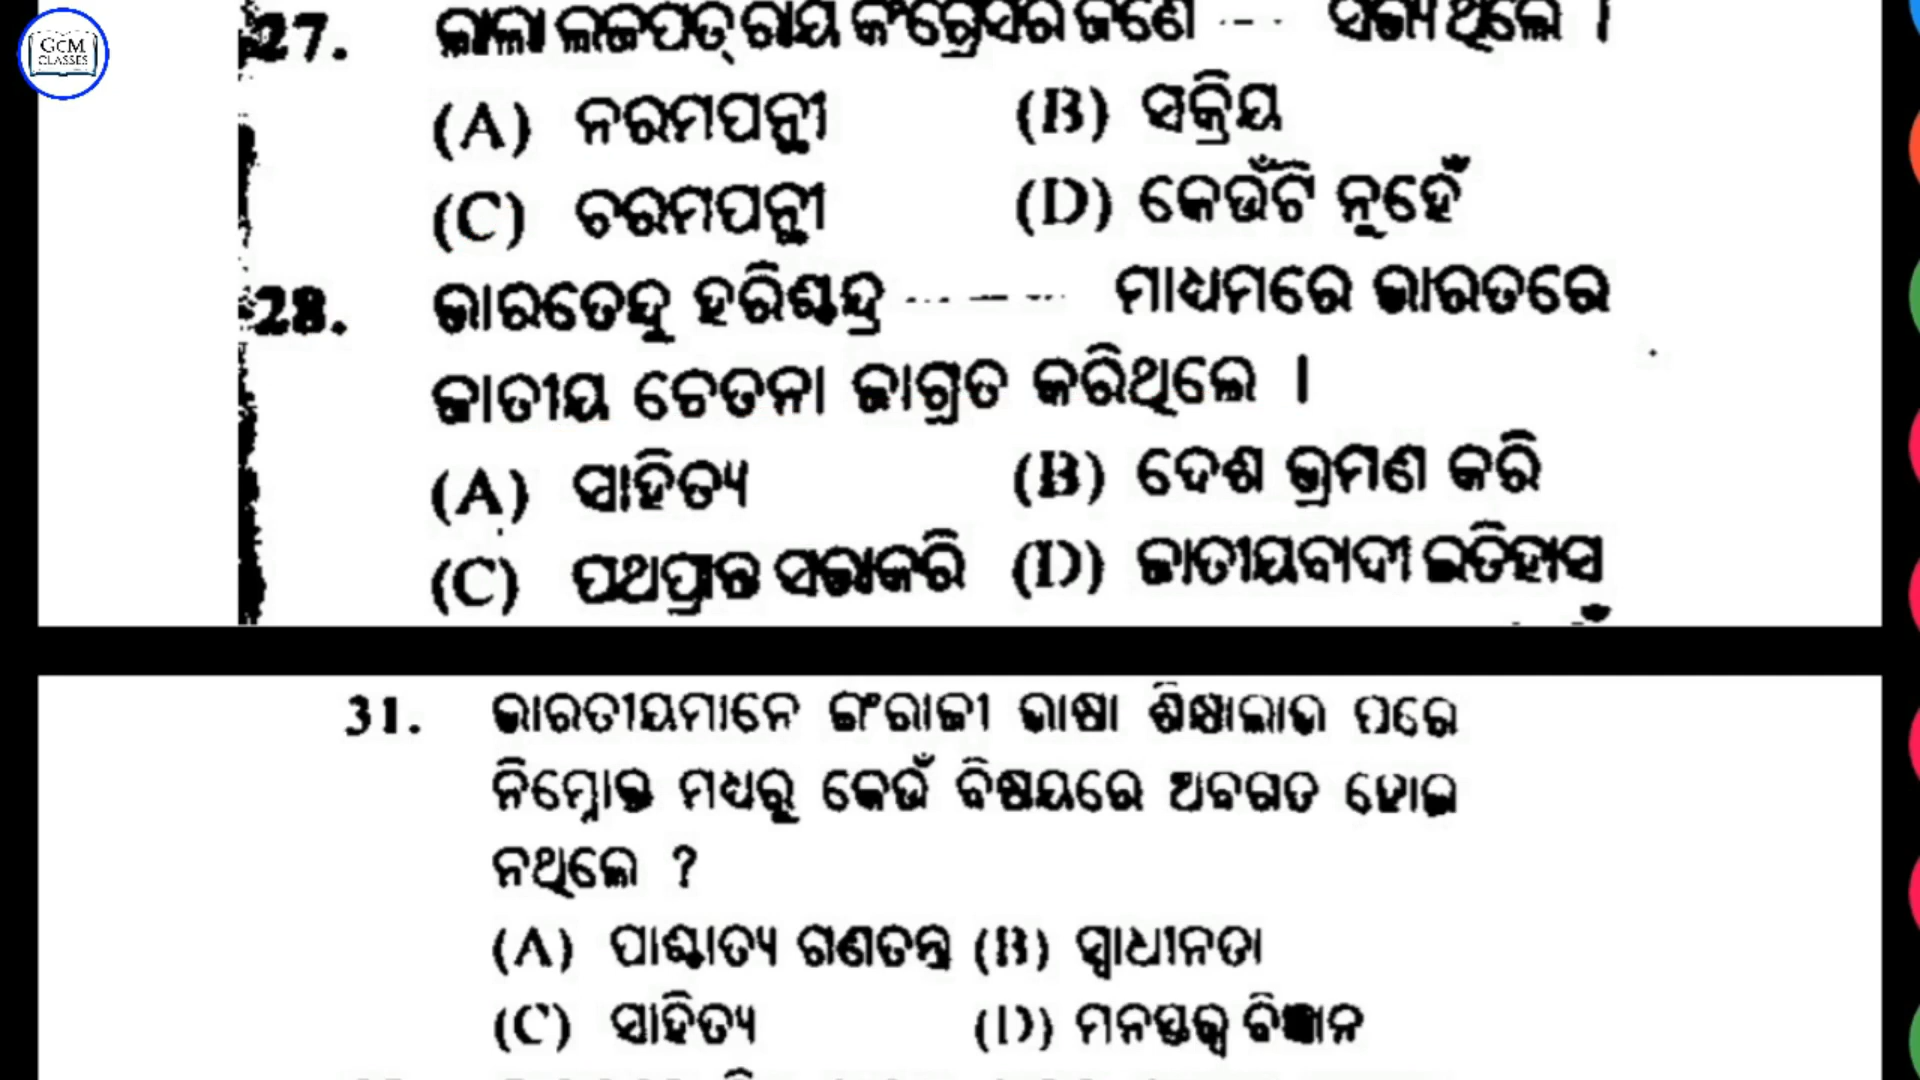 GCM
CLASSES
27. ଲାଲା ଲଜପତ୍ ରାୟ କଂଗ୍ରେସର ଜଣେ --- ସଭ୍ୟ ଥିଲେ ।
(A) ନରମପନ୍ଥୀ (B) ସକ୍ରିୟ
(C) ଚରମପନ୍ଥୀ (D) କେଉଁଟି ନୁହେଁ
28. ଭାରତେନ୍ଦୁ ହରିଶ୍ଚନ୍ଦ୍ର ------ ମାଧ୍ୟମରେ ଭାରତରେ
ଜାତୀୟ ଚେତନା ଜାଗ୍ରତ କରିଥିଲେ ।
(A) ସାହିତ୍ୟ (B) ଦେଶ ଭ୍ରମଣ କରି
(C) ପଥପ୍ରାନ୍ତ ସଭାକରି (D) ଜାତୀୟବାଦୀ ଇତିହାସ
31. ଭାରତୀୟମାନେ ଇଂରାଜୀ ଭାଷା ଶିକ୍ଷାଲାଭ ପରେ
ନିମ୍ନୋକ୍ତ ମଧ୍ୟରୁ କେଉଁ ବିଷୟରେ ଅବଗତ ହୋଇ
ନଥିଲେ ?
(A) ପାଶ୍ଚାତ୍ୟ ଗଣତନ୍ତ୍ର (B) ସ୍ୱାଧୀନତା
(C) ସାହିତ୍ୟ (D) ମନସ୍ତତ୍ତ୍ୱ ବିଜ୍ଞାନ